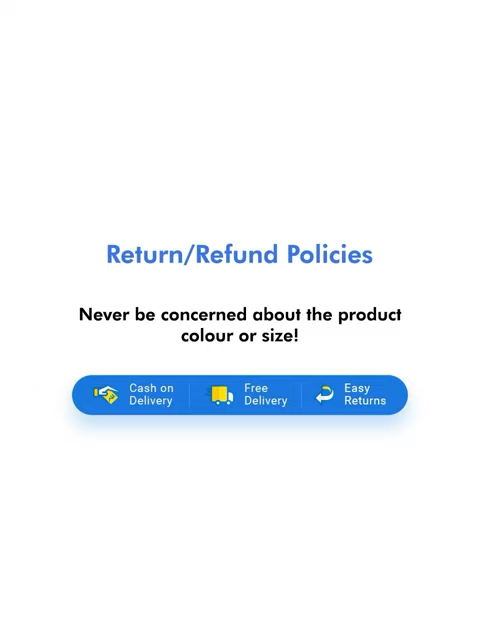 Return/Refund Policies
Never be concerned about the product
colour or size!
Cash on
Delivery
Free
Delivery
Easy
Returns